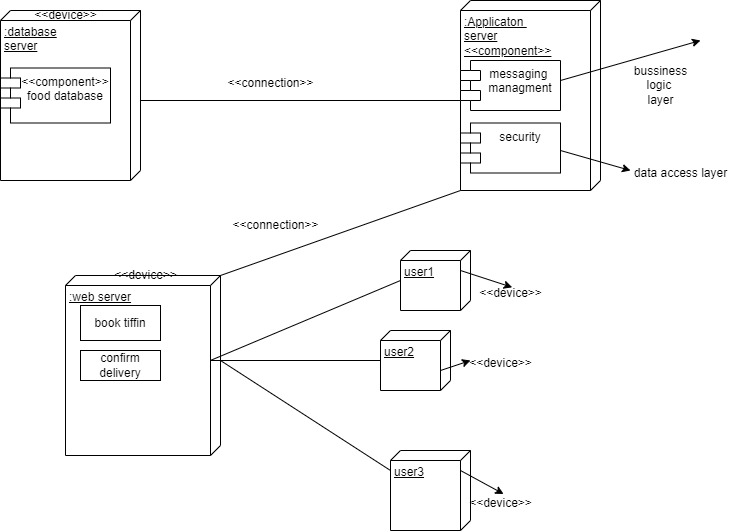 <<device>>
:database
server
<<component>>
food database
<<connection>>
:Applicaton
server
<<component>>
messaging
managment
bussiness
logic
layer
security
data access layer
<<connection>>
<<device>>
:web server
book tiffin
confirm
delivery
user1
<<device>>
user2
<<device>>
user3
<<device>>